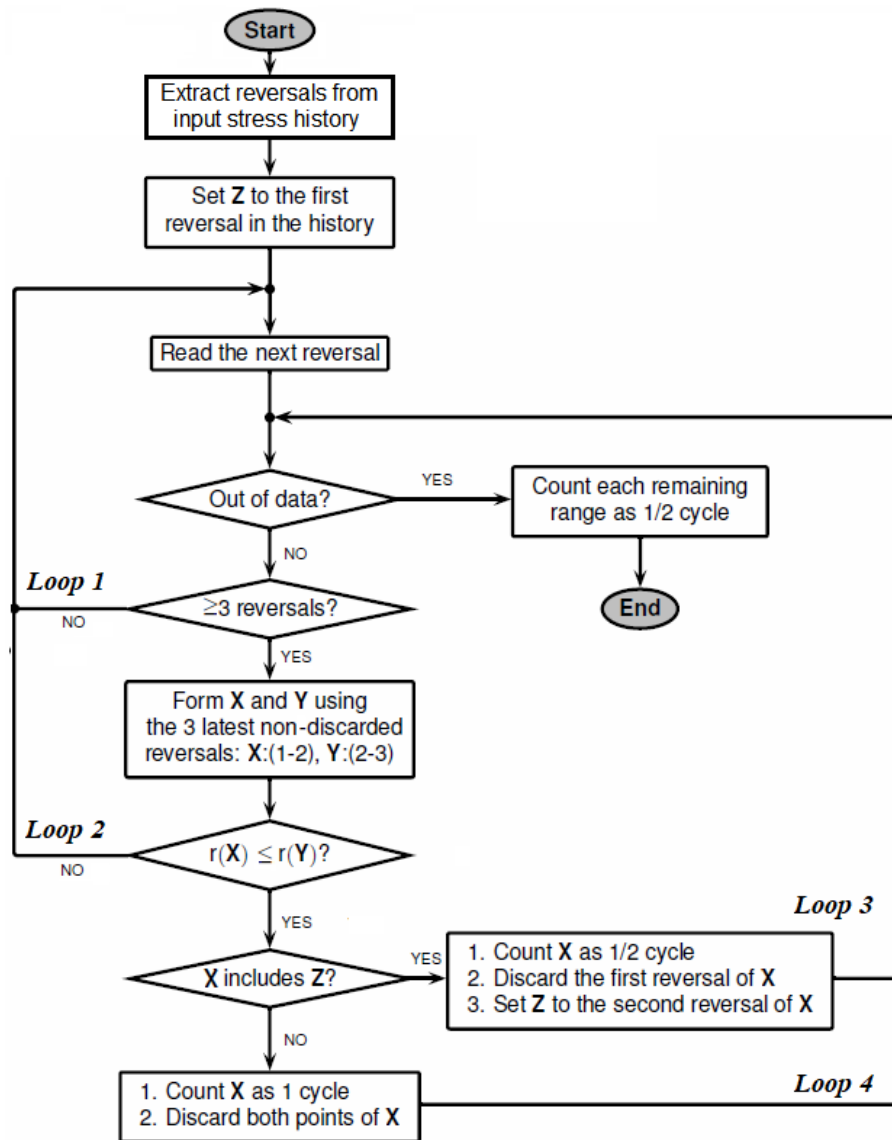 Start
Extract reversals from
input stress history
Set Z to the first
reversal in the history
Read the next reversal
Out of data?
YES
Count each remaining
range as 1/2 cycle
End
NO
Loop 1
≥3 reversals?
NO
YES
Form X and Y using
the 3 latest non-discarded
reversals: X:(1-2), Y:(2-3)
Loop 2
r(X) ≤ r(Y)?
NO
YES
Loop 3
X includes Z?
YES
1. Count X as 1/2 cycle
2. Discard the first reversal of X
3. Set Z to the second reversal of X
NO
1. Count X as 1 cycle
2. Discard both points of X
Loop 4